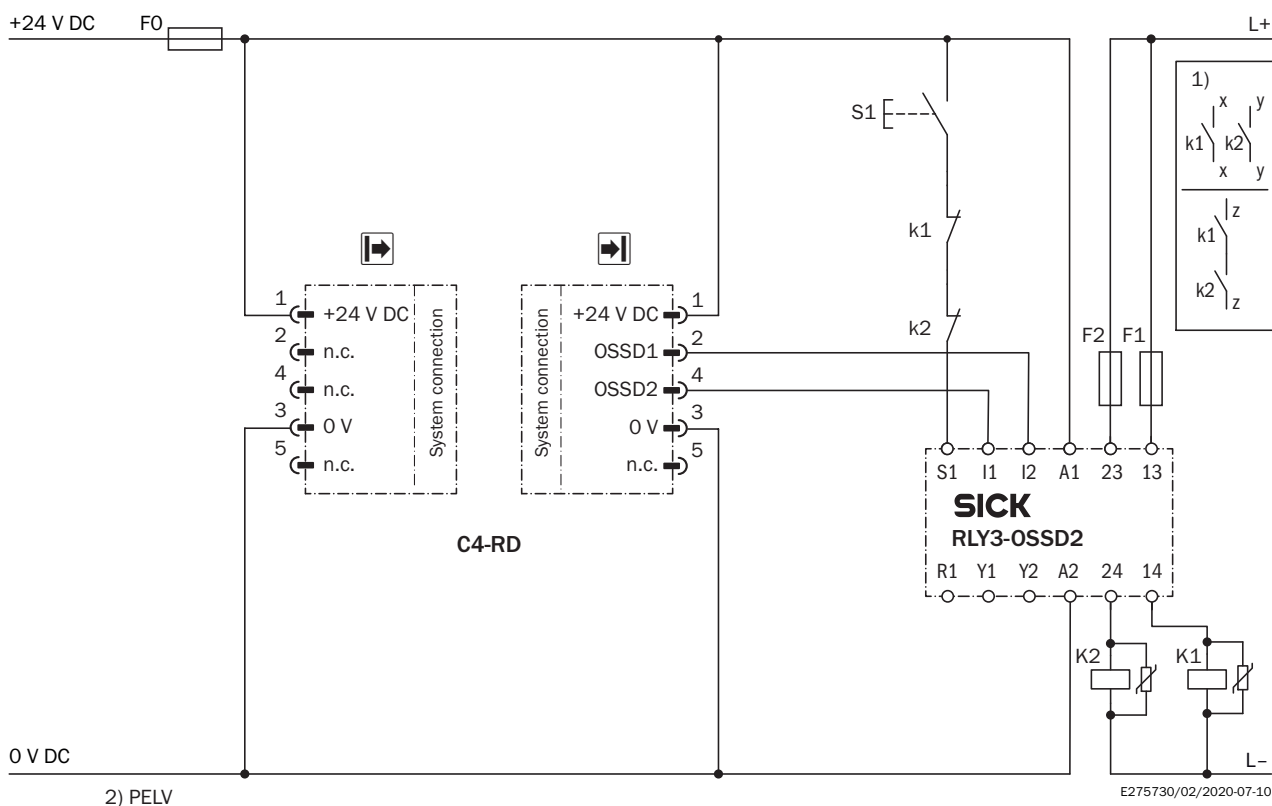 +24 V DC
F0
L+
1)
x
y
k1
k2
x
y
z
k1
k2
z
S1
k1
k2
F2
F1
1
+24 V DC
2
n.c.
4
n.c.
3
0 V
5
n.c.
System connection
System connection
+24 V DC
1
OSSD1
2
OSSD2
4
0 V
3
n.c.
5
C4-RD
S1
I1
I2
A1
23
13
SICK
RLY3-OSSD2
R1
Y1
Y2
A2
24
14
K2
K1
0 V DC
L–
2) PELV
E275730/02/2020-07-10